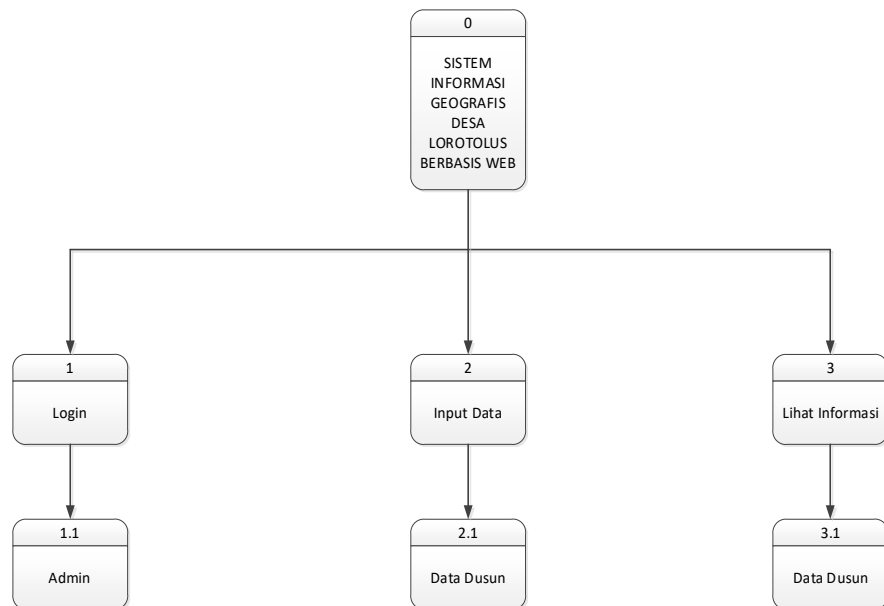 0
SISTEM
INFORMASI
GEOGRAFIS
DESA
LOROTOLUS
BERBASIS WEB
1
Login
2
Input Data
3
Lihat Informasi
1.1
Admin
2.1
Data Dusun
3.1
Data Dusun